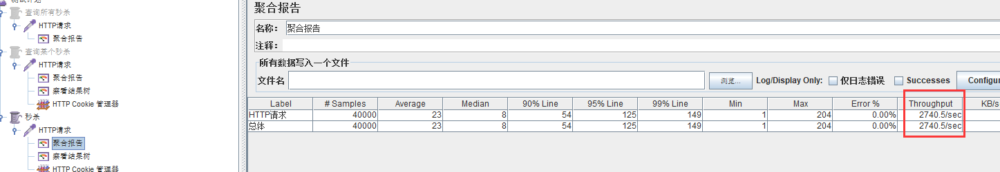 测试计划
查询所有秒杀
HTTP请求
聚合报告
查询某个秒杀
HTTP请求
聚合报告
察看结果树
HTTP Cookie 管理器
秒杀
HTTP请求
聚合报告
察看结果树
HTTP Cookie 管理器
聚合报告
名称： 聚合报告
注释：
所有数据写入一个文件
文件名 浏览... Log/Display Only: 仅日志错误 Successes Configur
Label # Samples Average Median 90% Line 95% Line 99% Line Min Max Error % Throughput KB/s
HTTP请求 40000 23 8 54 125 149 1 204 0.00% 2740.5/sec
总体 40000 23 8 54 125 149 1 204 0.00% 2740.5/sec